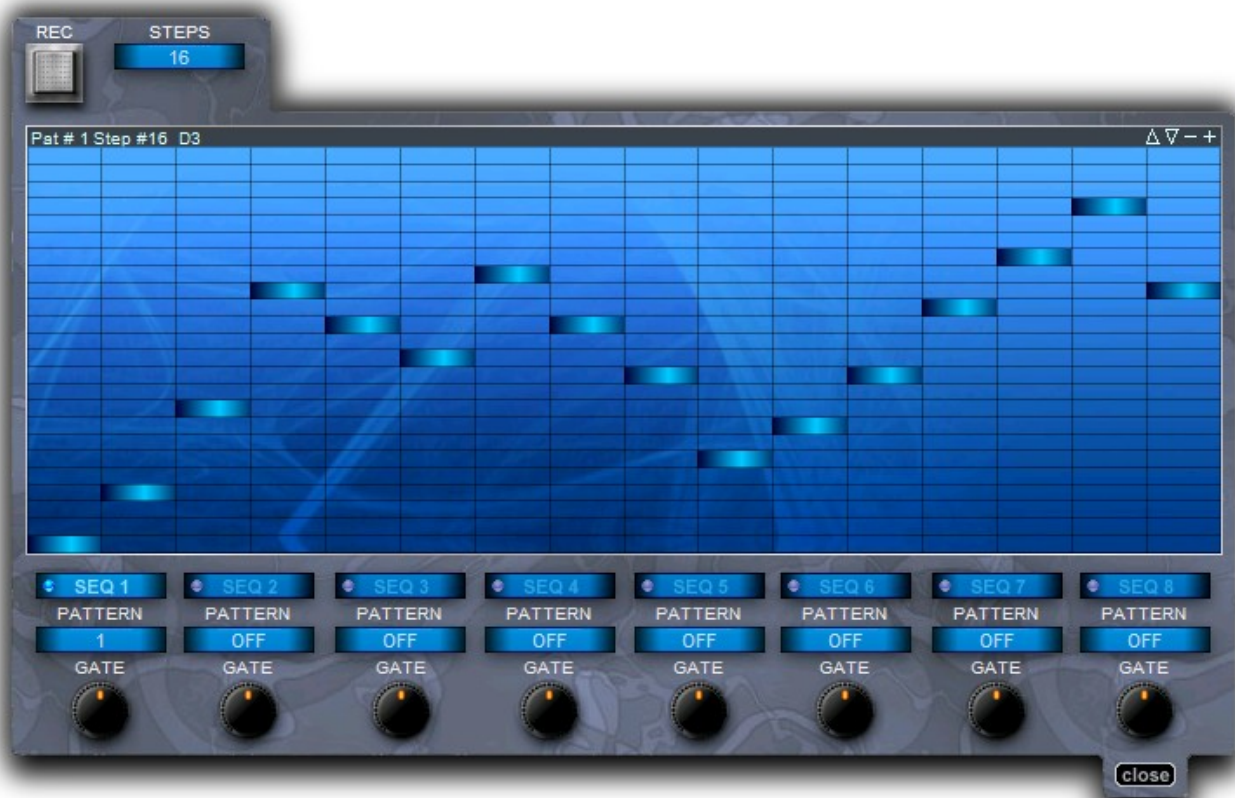 REC STEPS
16
Pat # 1 Step #16 D3
SEQ 1 SEQ 2 SEQ 3 SEQ 4 SEQ 5 SEQ 6 SEQ 7 SEQ 8
PATTERN PATTERN PATTERN PATTERN PATTERN PATTERN PATTERN PATTERN
1 OFF OFF OFF OFF OFF OFF OFF
GATE GATE GATE GATE GATE GATE GATE GATE
close